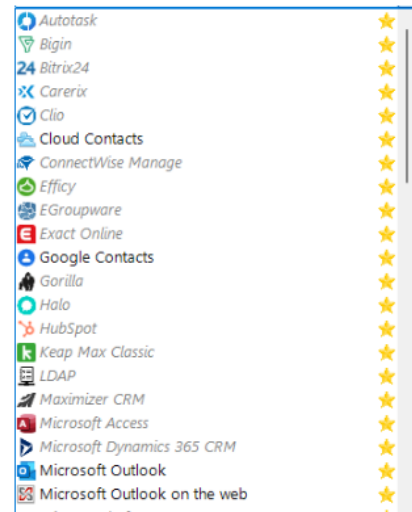 Autotask
Bigin
24 Bitrix24
Carerix
Clio
Cloud Contacts
ConnectWise Manage
Efficy
EGroupware
Exact Online
Google Contacts
Gorilla
Halo
HubSpot
Keap Max Classic
LDAP
Maximizer CRM
Microsoft Access
Microsoft Dynamics 365 CRM
Microsoft Outlook
Microsoft Outlook on the web